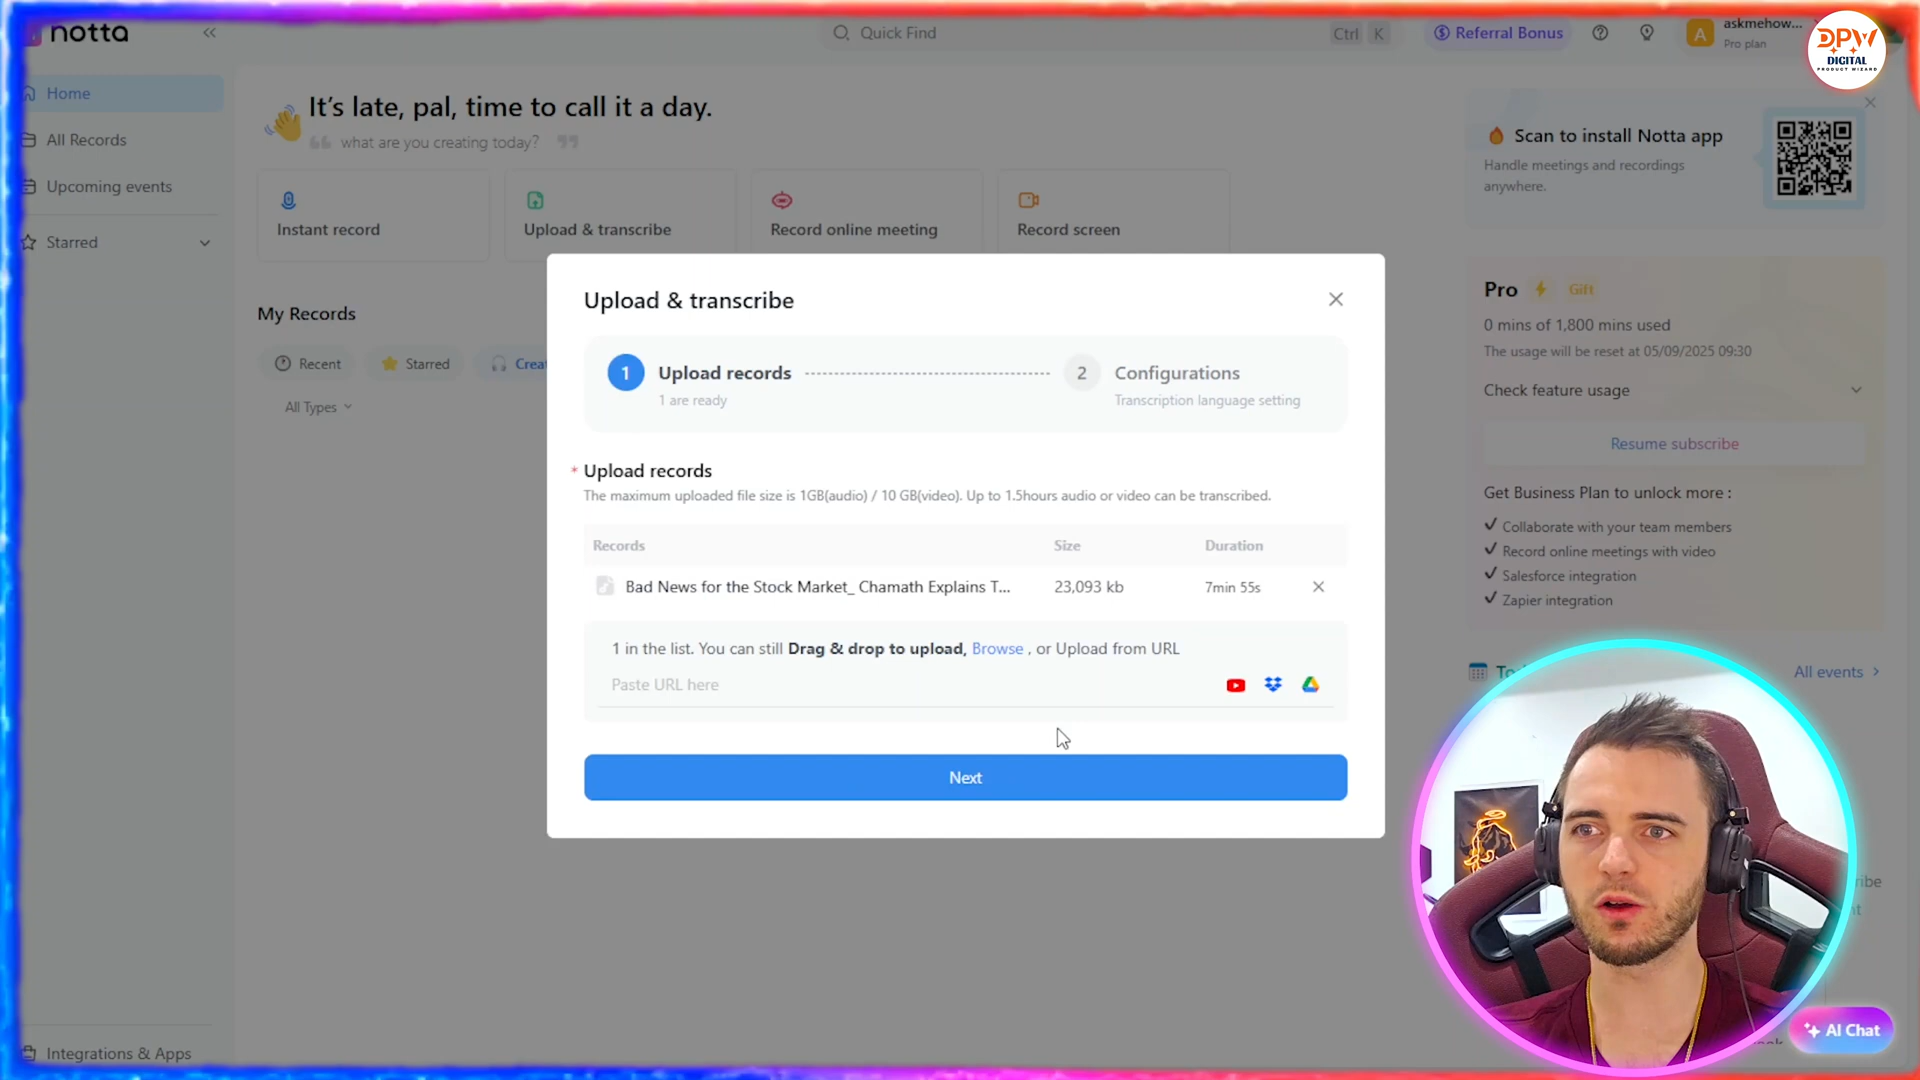 notta
Quick Find
Ctrl K
Referral Bonus
A
askmehow...
Pro plan
DPW
DIGITAL
PRODUCT WIZARD
Home
All Records
Upcoming events
Starred
Integrations & Apps
It's late, pal, time to call it a day.
what are you creating today?
Instant record
Upload & transcribe
Record online meeting
Record screen
My Records
Recent
Starred
Creat
All Types
Upload & transcribe
1 Upload records
1 are ready
2 Configurations
Transcription language setting
* Upload records
The maximum uploaded file size is 1GB(audio) / 10 GB(video). Up to 1.5hours audio or video can be transcribed.
Records Size Duration
Bad News for the Stock Market_ Chamath Explains T... 23,093 kb 7min 55s
1 in the list. You can still Drag & drop to upload, Browse , or Upload from URL
Paste URL here
Next
Scan to install Notta app
Handle meetings and recordings
anywhere.
Pro Gift
0 mins of 1,800 mins used
The usage will be reset at 05/09/2025 09:30
Check feature usage
Resume subscribe
Get Business Plan to unlock more :
Collaborate with your team members
Record online meetings with video
Salesforce integration
Zapier integration
All events
AI Chat